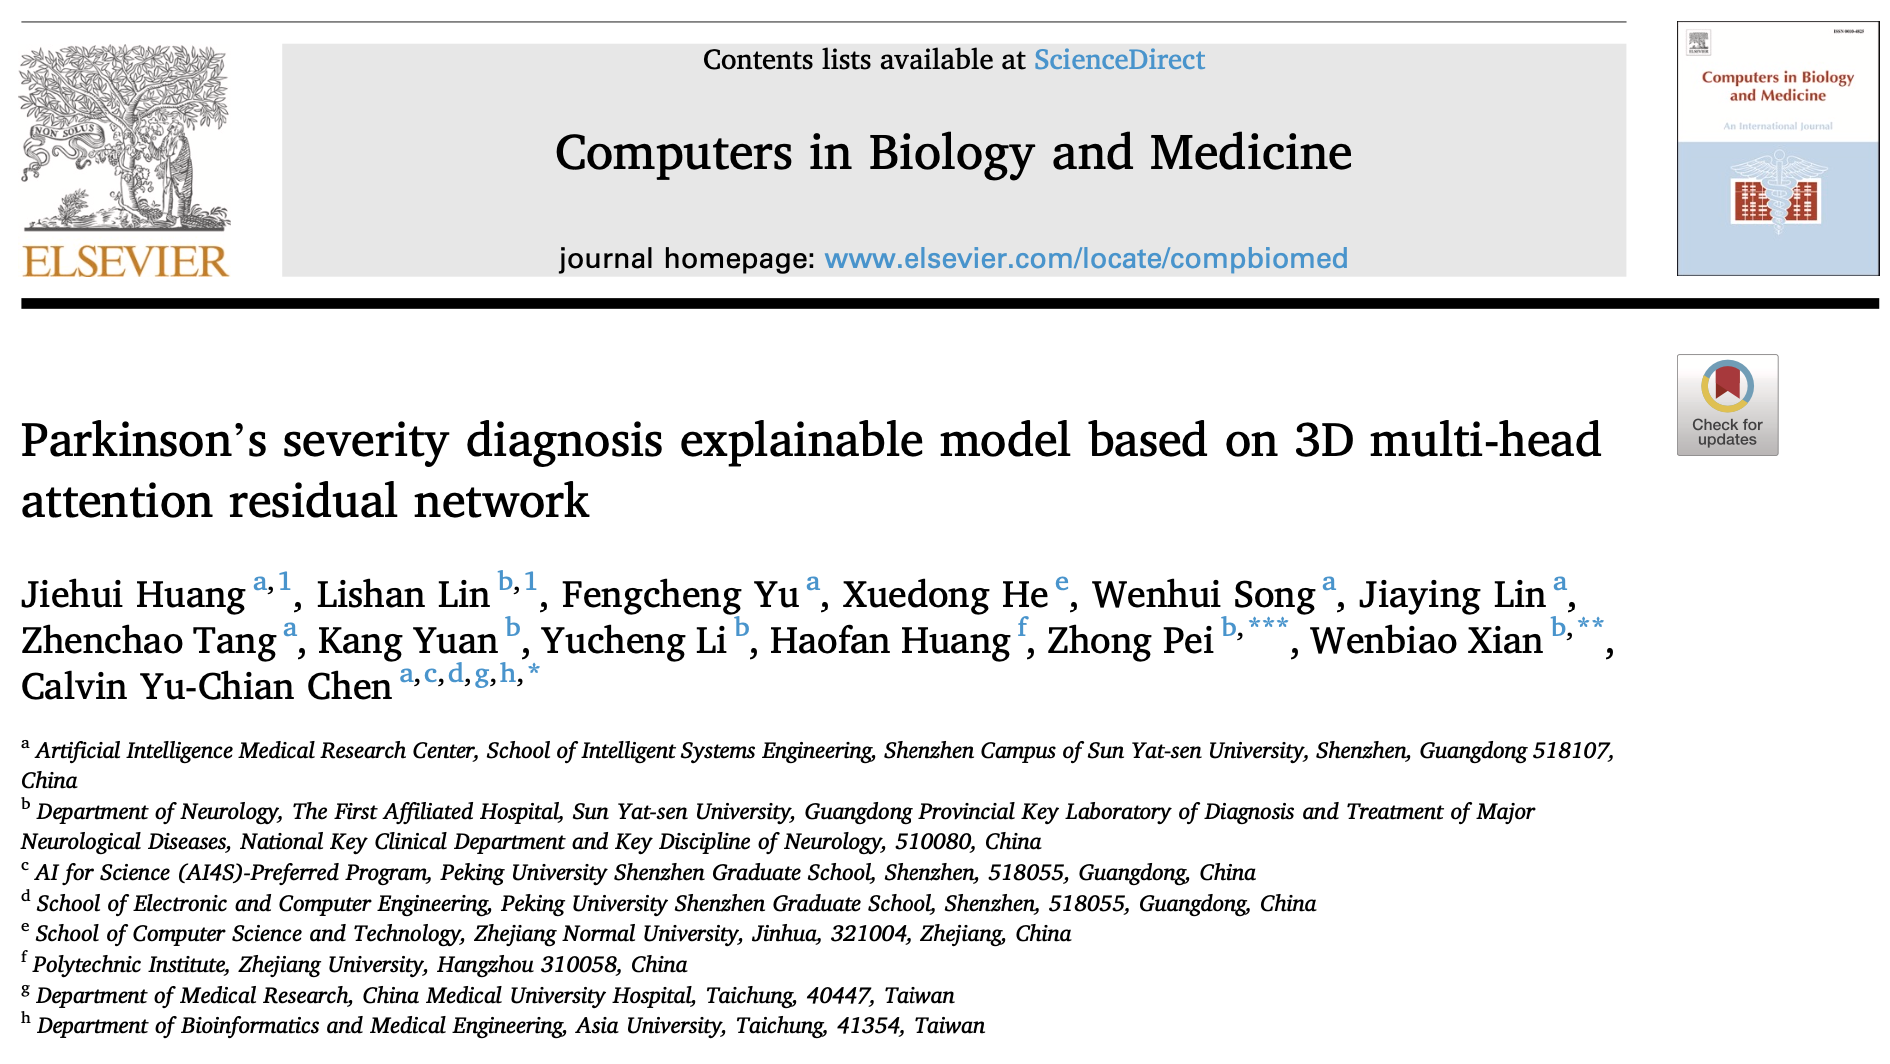 Contents lists available at ScienceDirect
Computers in Biology and Medicine
journal homepage: www.elsevier.com/locate/compbiomed
NON SOLUS
ELSEVIER
ELSEVIER
ISSN 0010-4825
Computers in Biology
and Medicine
An International Journal
Check for
updates
Parkinson’s severity diagnosis explainable model based on 3D multi-head
attention residual network
Jiehui Huang a,1, Lishan Lin b,1, Fengcheng Yu a, Xuedong He e, Wenhui Song a, Jiaying Lin a,
Zhenchao Tang a, Kang Yuan b, Yucheng Li b, Haofan Huang f, Zhong Pei b,***, Wenbiao Xian b,**,
Calvin Yu-Chian Chen a,c,d,g,h,*
a Artificial Intelligence Medical Research Center, School of Intelligent Systems Engineering, Shenzhen Campus of Sun Yat-sen University, Shenzhen, Guangdong 518107,
China
b Department of Neurology, The First Affiliated Hospital, Sun Yat-sen University, Guangdong Provincial Key Laboratory of Diagnosis and Treatment of Major
Neurological Diseases, National Key Clinical Department and Key Discipline of Neurology, 510080, China
c AI for Science (AI4S)-Preferred Program, Peking University Shenzhen Graduate School, Shenzhen, 518055, Guangdong, China
d School of Electronic and Computer Engineering, Peking University Shenzhen Graduate School, Shenzhen, 518055, Guangdong, China
e School of Computer Science and Technology, Zhejiang Normal University, Jinhua, 321004, Zhejiang, China
f Polytechnic Institute, Zhejiang University, Hangzhou 310058, China
g Department of Medical Research, China Medical University Hospital, Taichung, 40447, Taiwan
h Department of Bioinformatics and Medical Engineering, Asia University, Taichung, 41354, Taiwan